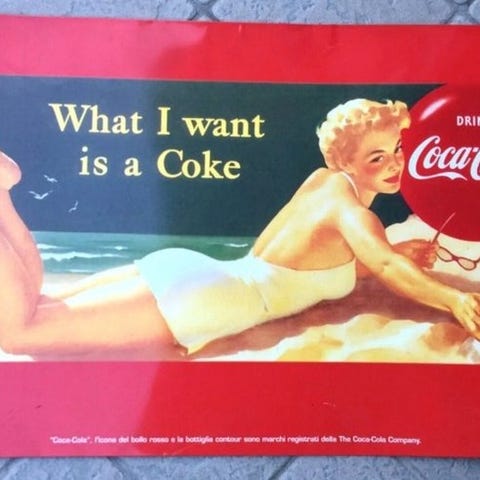 What I want
is a Coke
DRIN
Coca-C
"Coca-Cola", l'icona del bollo rosso e la bottiglia contour sono marchi registrati della The Coca-Cola Company.